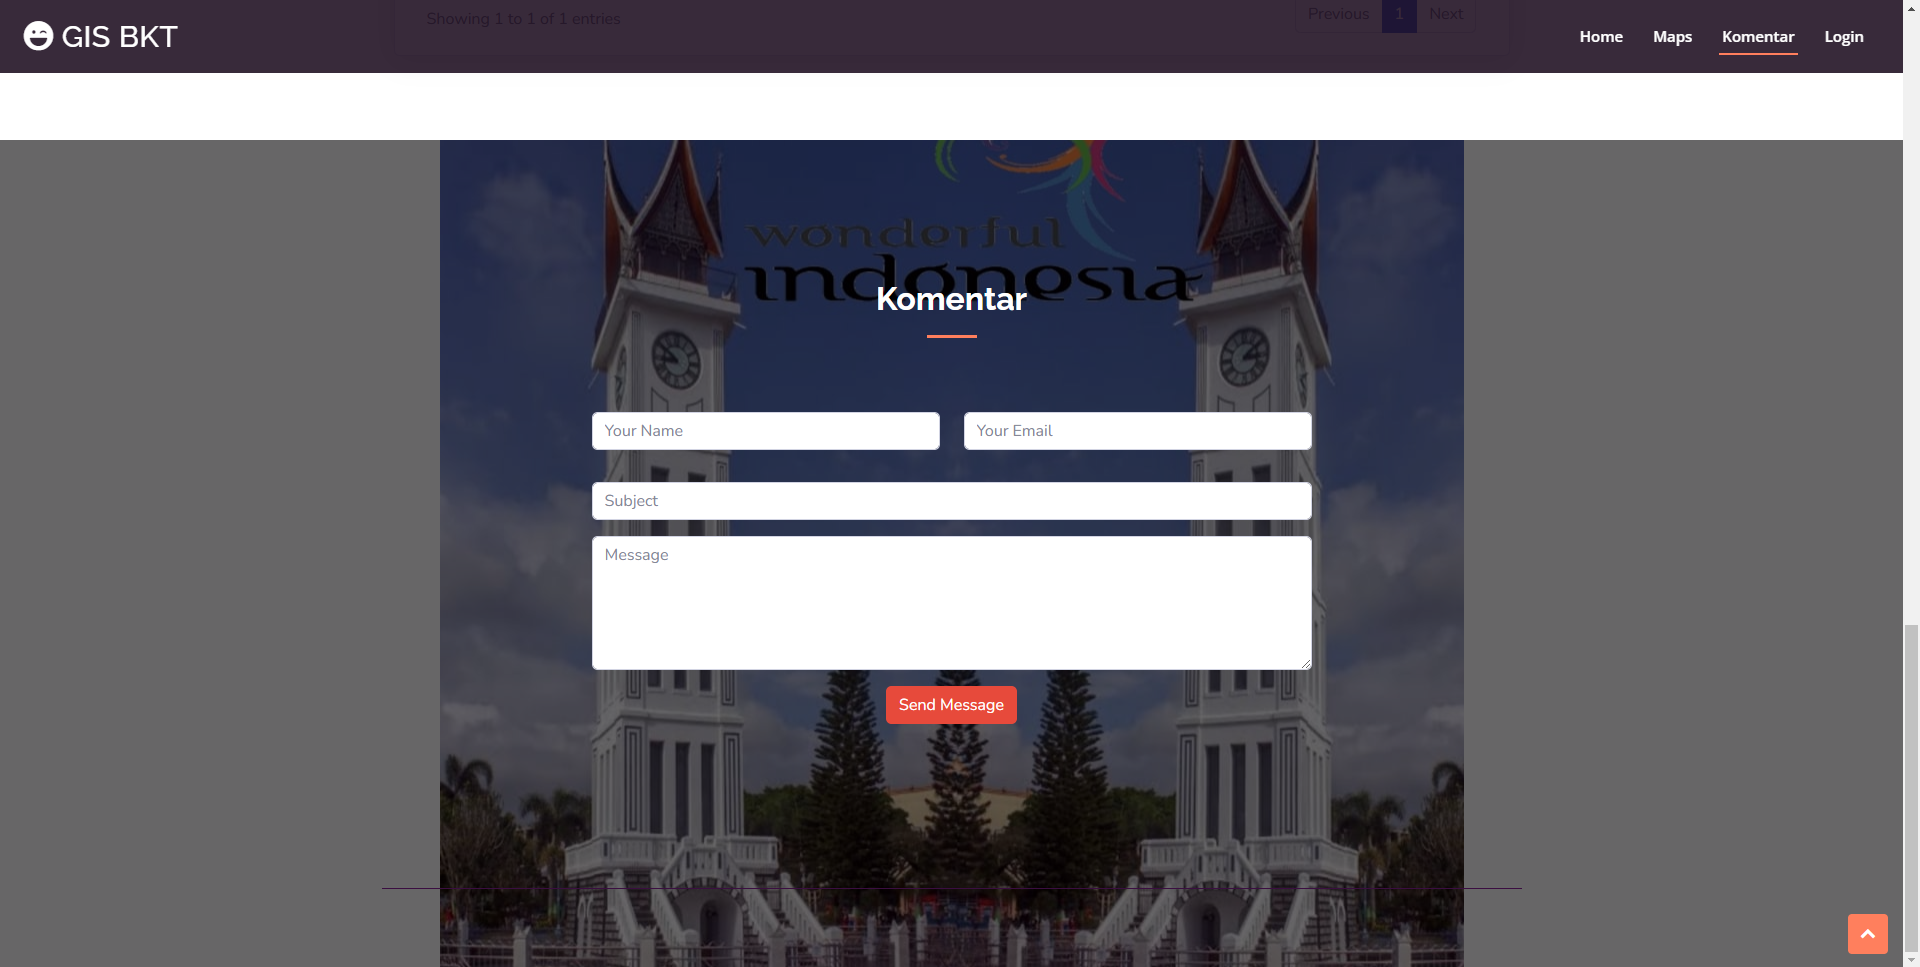 Showing 1 to 1 of 1 entries
Previous 1 Next
GIS BKT
Home Maps Komentar Login
wonderful
indonesia
Komentar
Your Name
Your Email
Subject
Message
Send Message